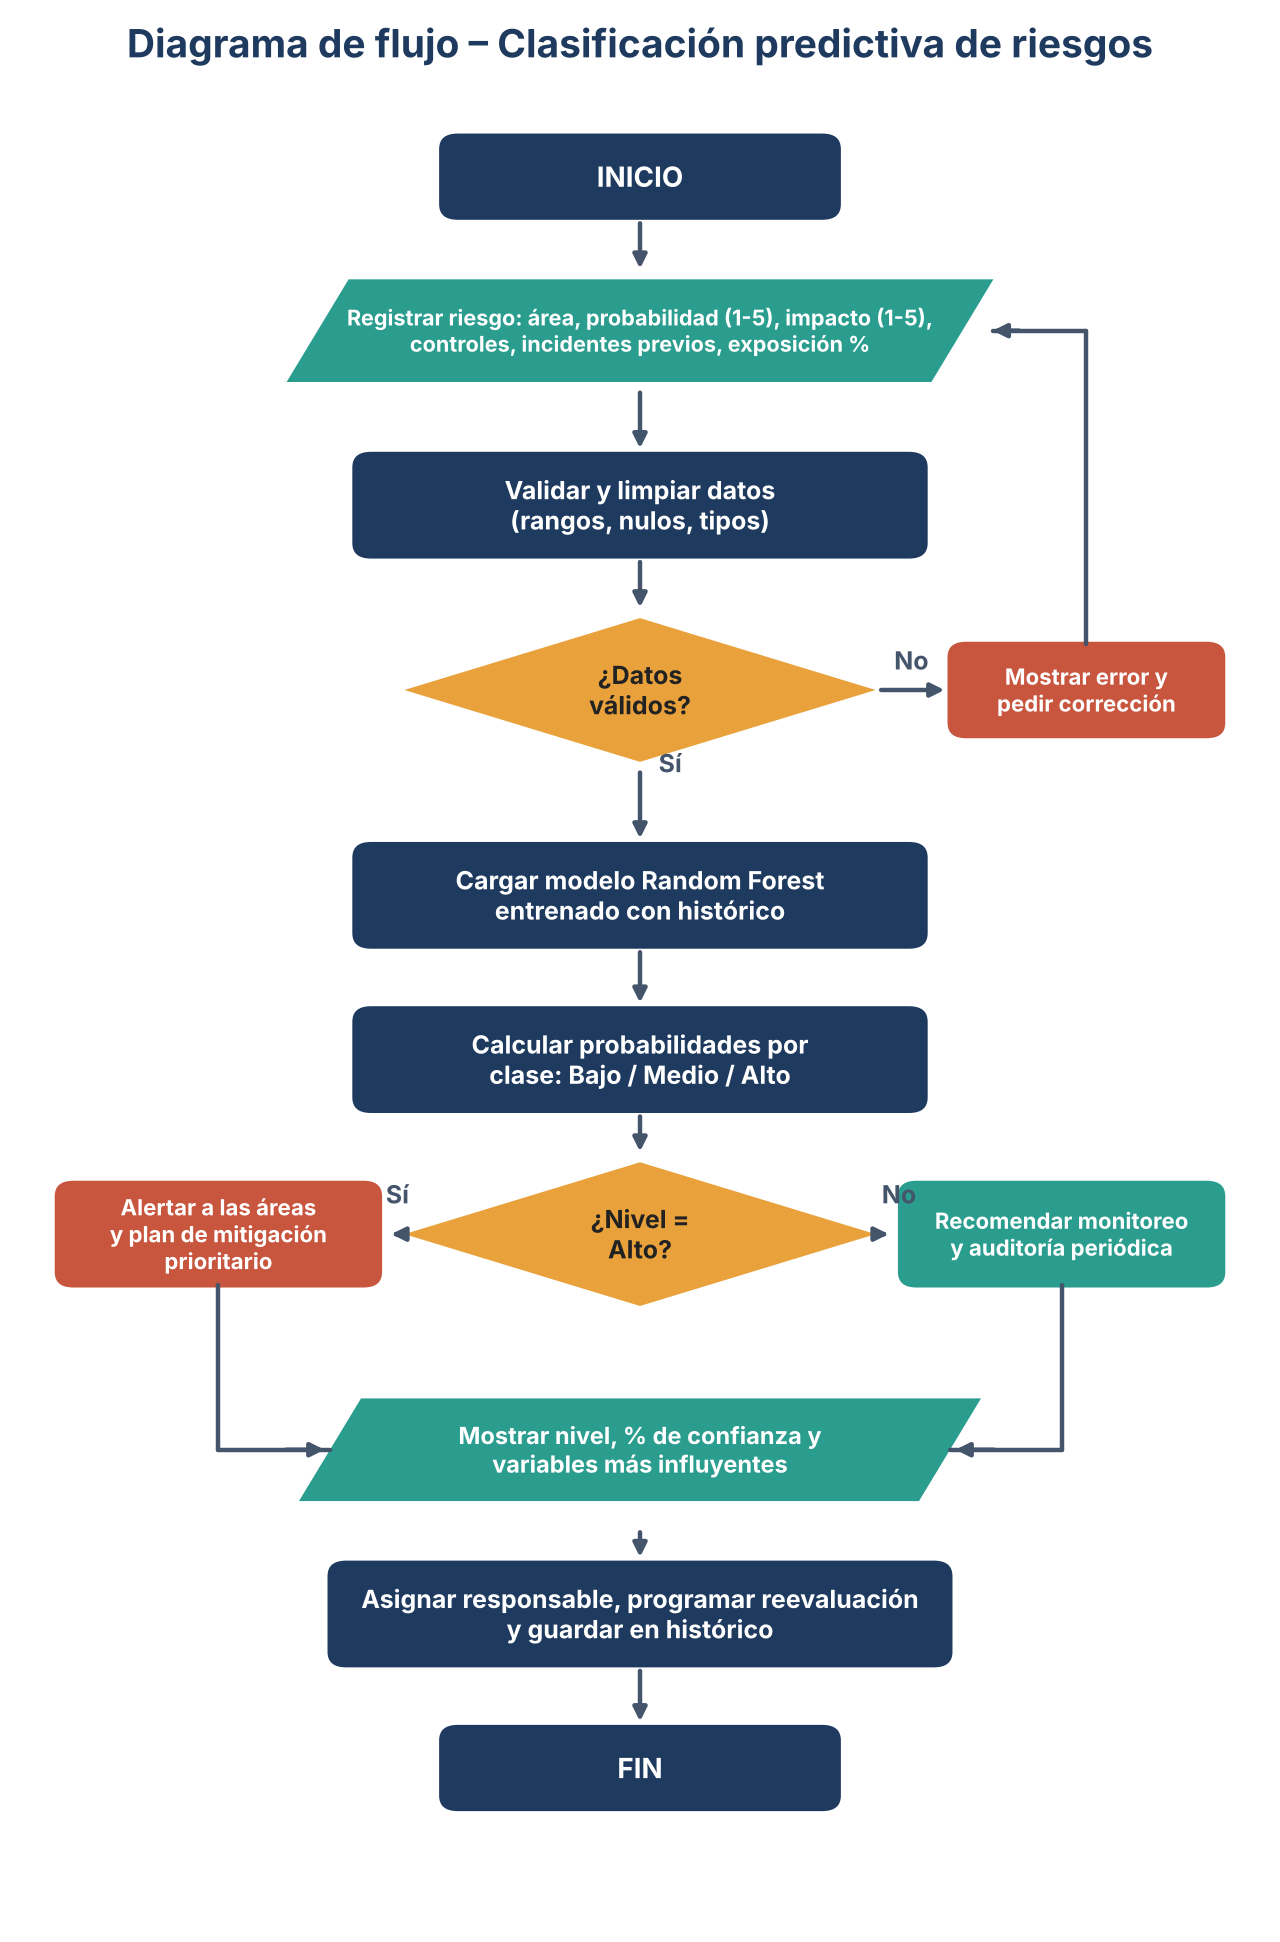 Diagrama de flujo – Clasificación predictiva de riesgos
INICIO
Registrar riesgo: área, probabilidad (1-5), impacto (1-5),
controles, incidentes previos, exposición %
Validar y limpiar datos
(rangos, nulos, tipos)
¿Datos
válidos?
No
Mostrar error y
pedir corrección
Sí
Cargar modelo Random Forest
entrenado con histórico
Calcular probabilidades por
clase: Bajo / Medio / Alto
Sí
Alertar a las áreas
y plan de mitigación
prioritario
¿Nivel =
Alto?
No
Recomendar monitoreo
y auditoría periódica
Mostrar nivel, % de confianza y
variables más influyentes
Asignar responsable, programar reevaluación
y guardar en histórico
FIN